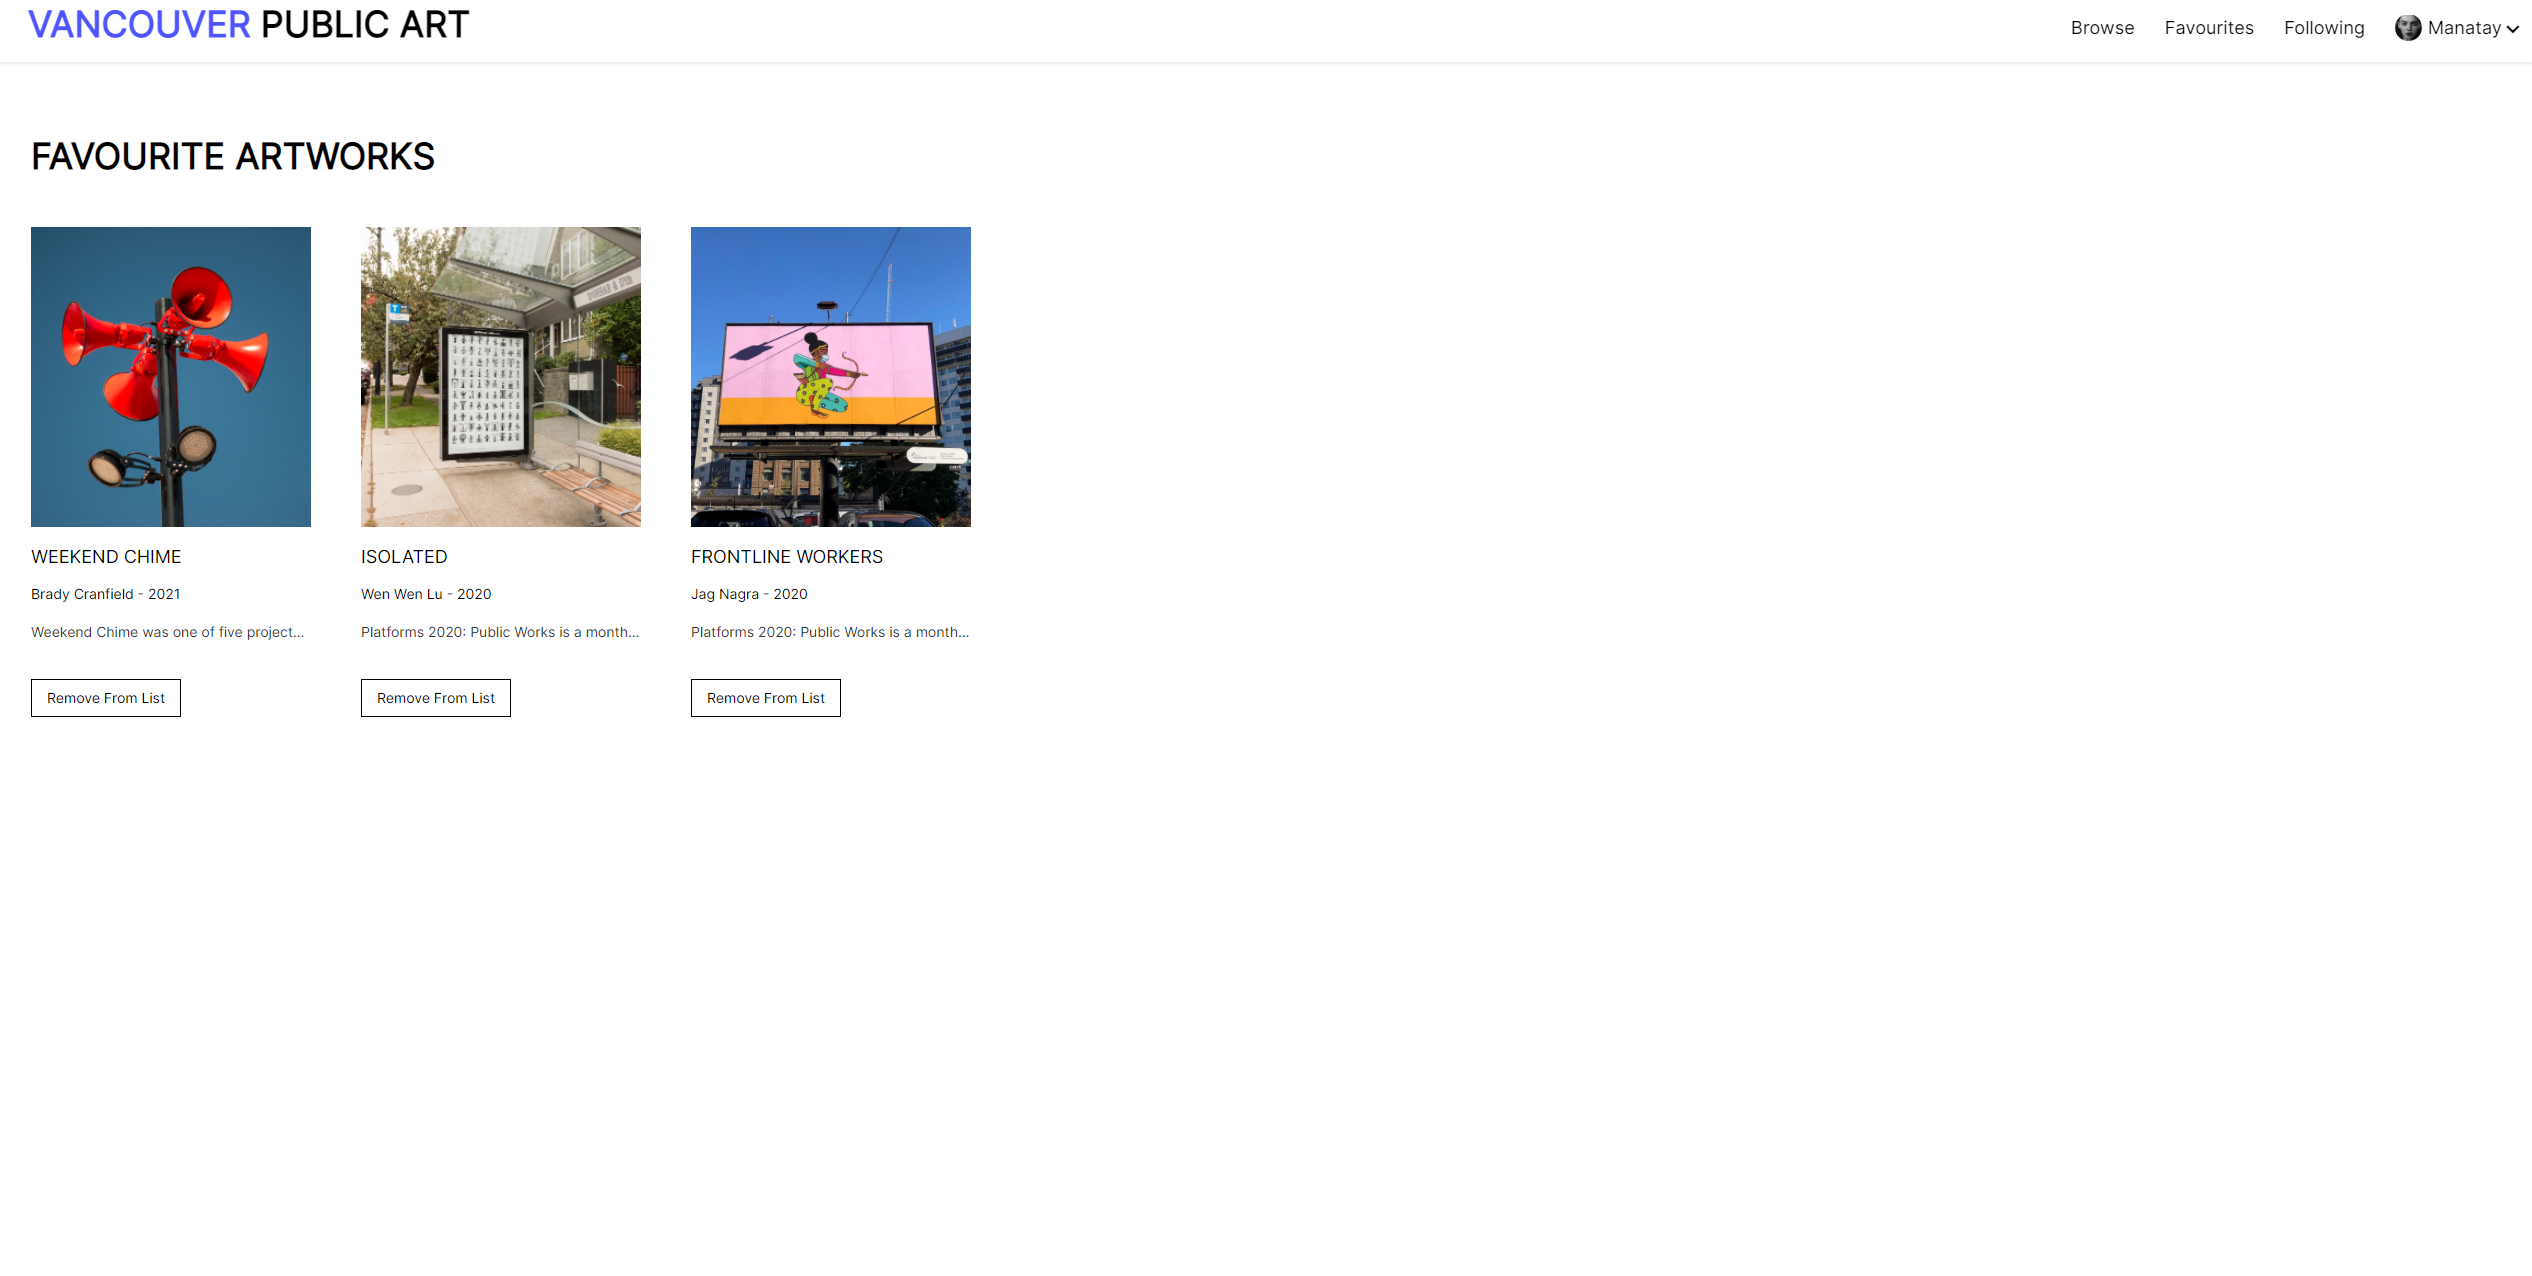 VANCOUVER PUBLIC ART
Browse
Favourites
Following
Manatay
FAVOURITE ARTWORKS
WEEKEND CHIME
Brady Cranfield - 2021
Weekend Chime was one of five project...
Remove From List
ISOLATED
Wen Wen Lu - 2020
Platforms 2020: Public Works is a month...
Remove From List
FRONTLINE WORKERS
Jag Nagra - 2020
Platforms 2020: Public Works is a month...
Remove From List